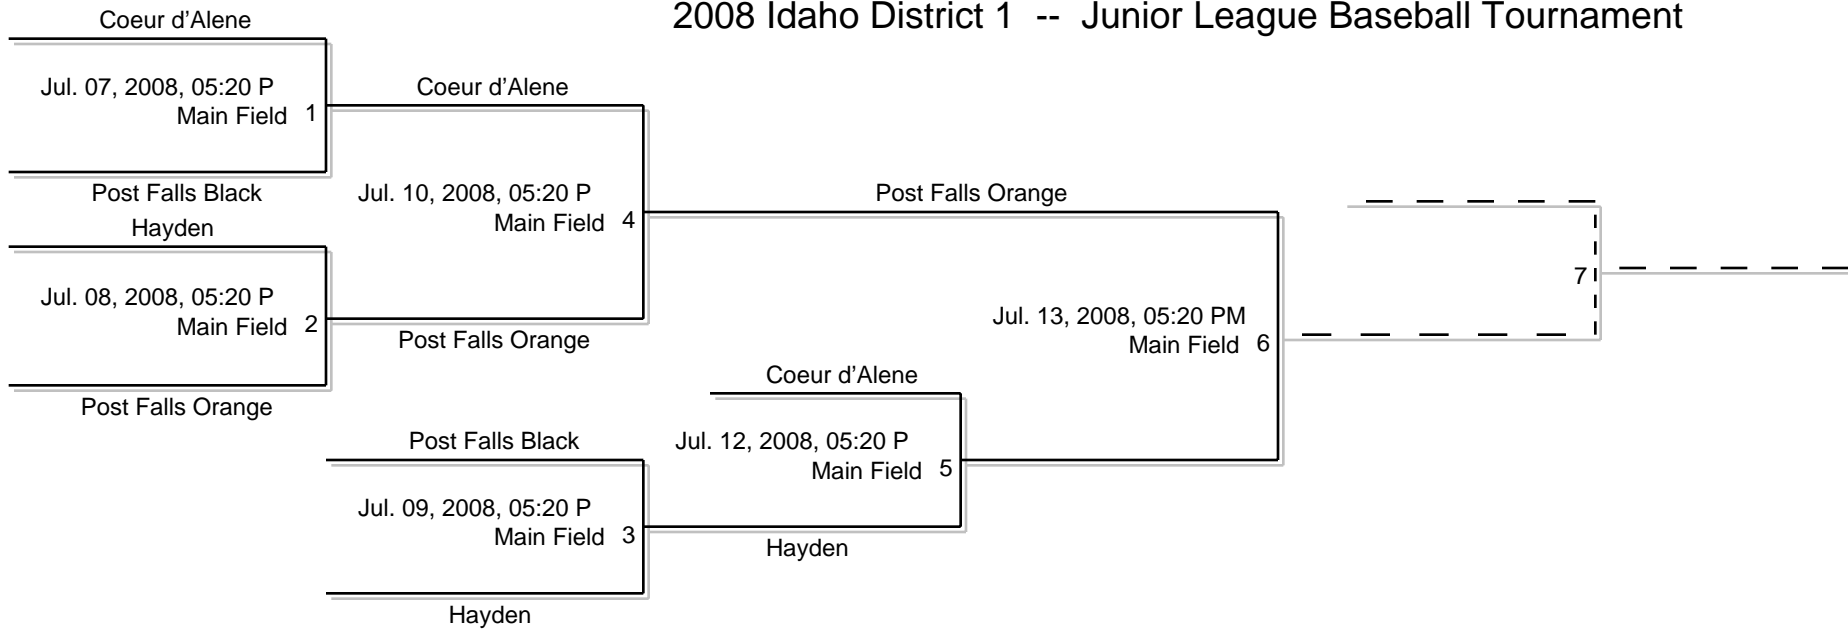 2008 Idaho District 1 -- Junior League Baseball Tournament
Coeur d'Alene
Jul. 07, 2008, 05:20 P
Main Field 1
Post Falls Black
Hayden
Jul. 08, 2008, 05:20 P
Main Field 2
Post Falls Orange
Coeur d'Alene
Jul. 10, 2008, 05:20 P
Main Field 4
Post Falls Orange
Post Falls Black
Jul. 09, 2008, 05:20 P
Main Field 3
Hayden
Coeur d'Alene
Jul. 12, 2008, 05:20 P
Main Field 5
Hayden
Post Falls Orange
Jul. 13, 2008, 05:20 PM
Main Field 6
7